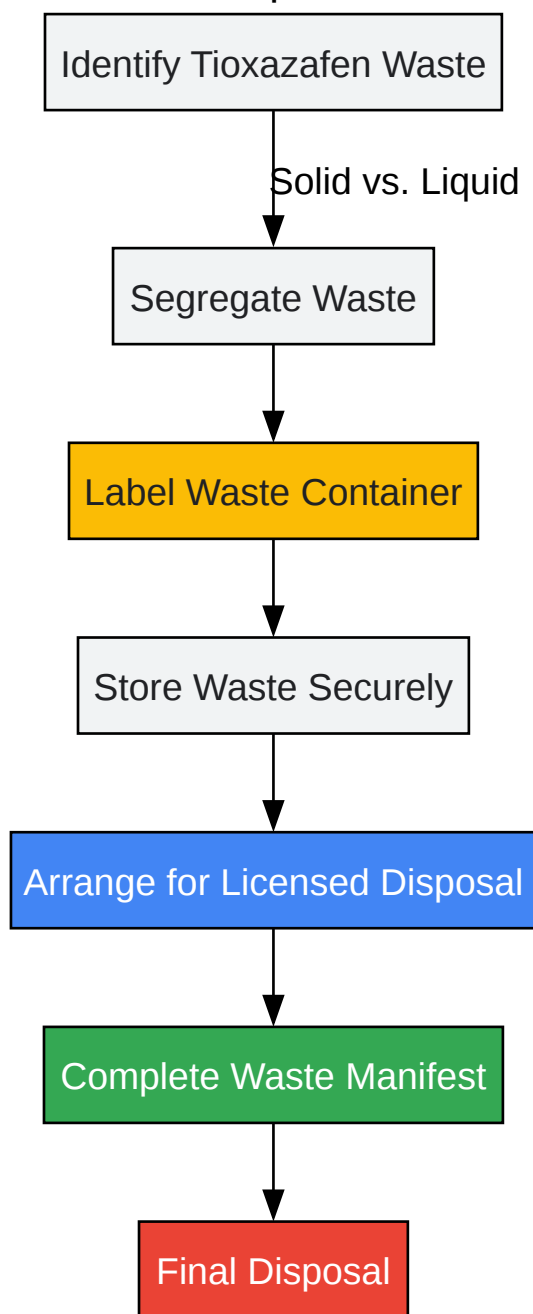 Identify Tioxazafen Waste
Solid vs. Liquid
Segregate Waste
Label Waste Container
Store Waste Securely
Arrange for Licensed Disposal
Complete Waste Manifest
Final Disposal